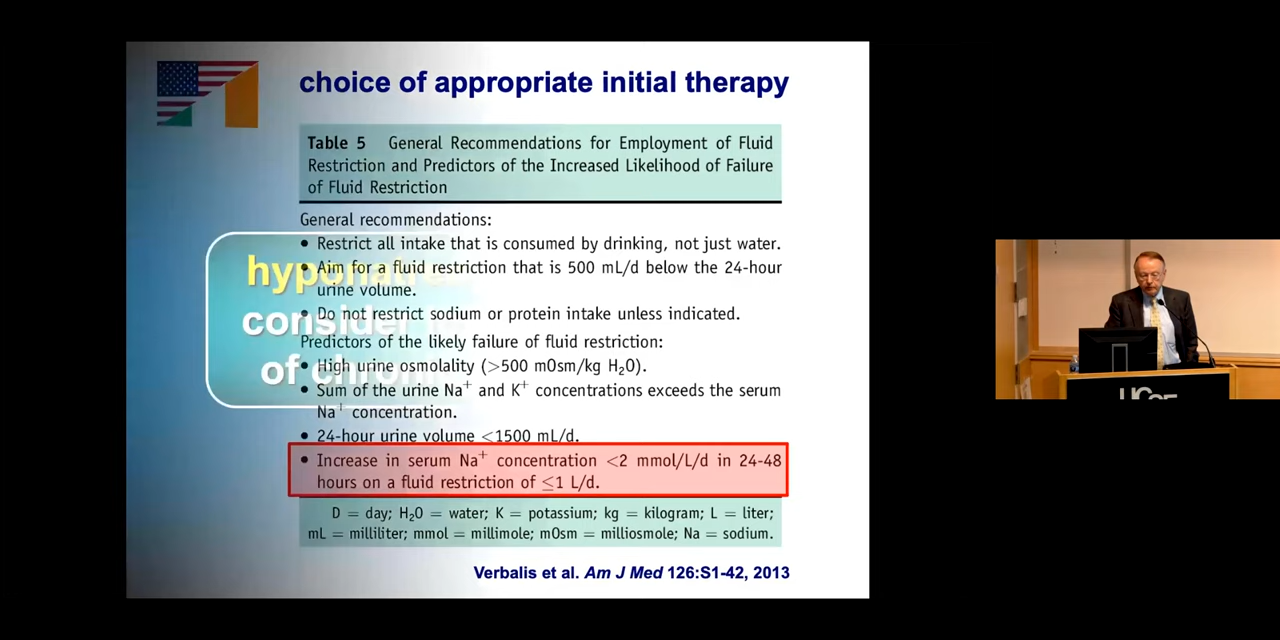 choice of appropriate initial therapy
Table 5 General Recommendations for Employment of Fluid
Restriction and Predictors of the Increased Likelihood of Failure
of Fluid Restriction
General recommendations:
• Restrict all intake that is consumed by drinking, not just water.
• Aim for a fluid restriction that is 500 mL/d below the 24-hour
urine volume.
• Do not restrict sodium or protein intake unless indicated.
Predictors of the likely failure of fluid restriction:
• High urine osmolality (>500 mOsm/kg H₂O).
• Sum of the urine Na⁺ and K⁺ concentrations exceeds the serum
Na⁺ concentration.
• 24-hour urine volume <1500 mL/d.
• Increase in serum Na⁺ concentration <2 mmol/L/d in 24-48
hours on a fluid restriction of ≤1 L/d.
D = day; H₂O = water; K = potassium; kg = kilogram; L = liter;
mL = milliliter; mmol = millimole; mOsm = milliosmole; Na = sodium.
Verbalis et al. Am J Med 126:S1-42, 2013
consider
of